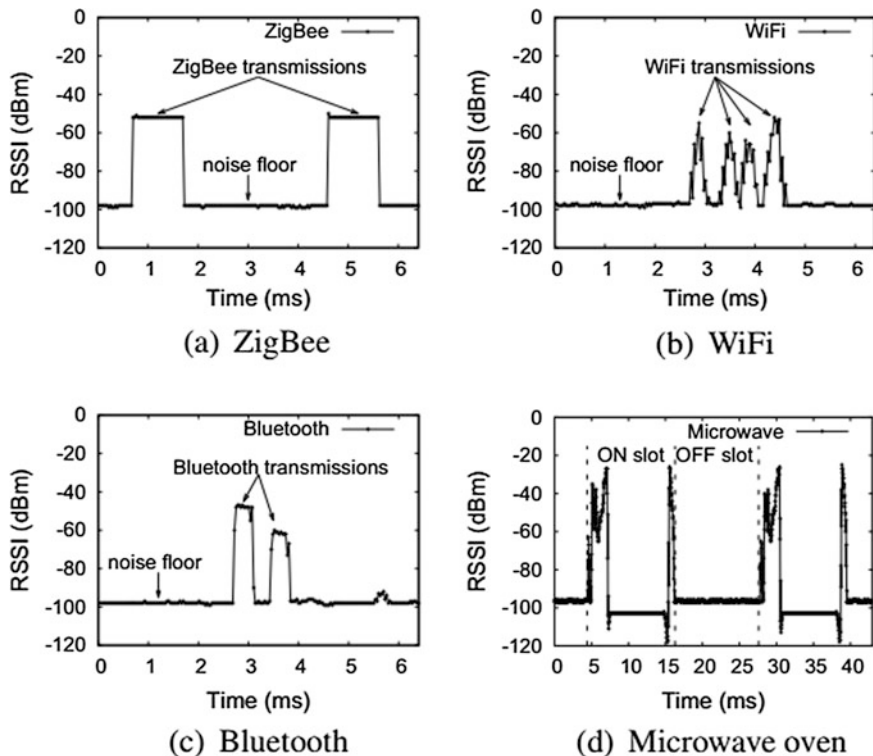 ZigBee
ZigBee transmissions
noise floor
RSSI (dBm)
0
-20
-40
-60
-80
-100
-120
0 1 2 3 4 5 6
Time (ms)
(a) ZigBee
WiFi
WiFi transmissions
noise floor
RSSI (dBm)
0
-20
-40
-60
-80
-100
-120
0 1 2 3 4 5 6
Time (ms)
(b) WiFi
Bluetooth
Bluetooth transmissions
noise floor
RSSI (dBm)
0
-20
-40
-60
-80
-100
-120
0 1 2 3 4 5 6
Time (ms)
(c) Bluetooth
Microwave
ON slot OFF slot
RSSI (dBm)
0
-20
-40
-60
-80
-100
-120
0 5 10 15 20 25 30 35 40
Time (ms)
(d) Microwave oven